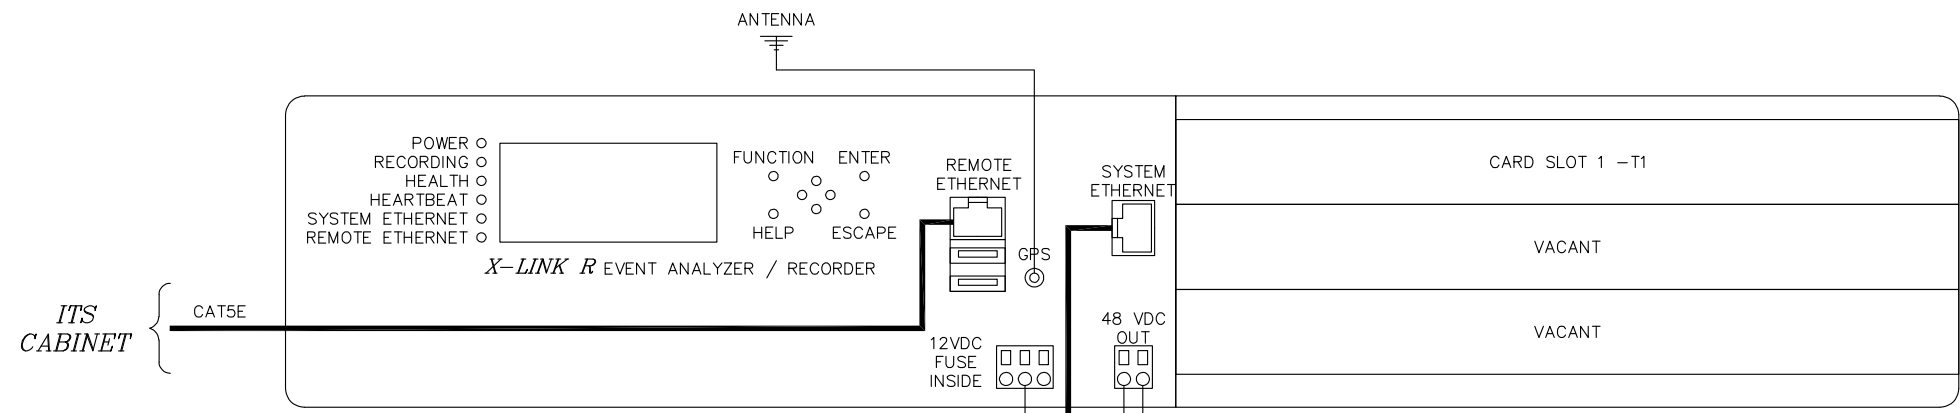 ANTENNA
POWER
RECORDING
HEALTH
HEARTBEAT
SYSTEM ETHERNET
REMOTE ETHERNET
FUNCTION ENTER
HELP ESCAPE
X-LINK R EVENT ANALYZER / RECORDER
REMOTE
ETHERNET
GPS
SYSTEM
ETHERNET
CARD SLOT 1 -T1
VACANT
VACANT
ITS
CABINET
CAT5E
12VDC
FUSE
INSIDE
48 VDC
OUT